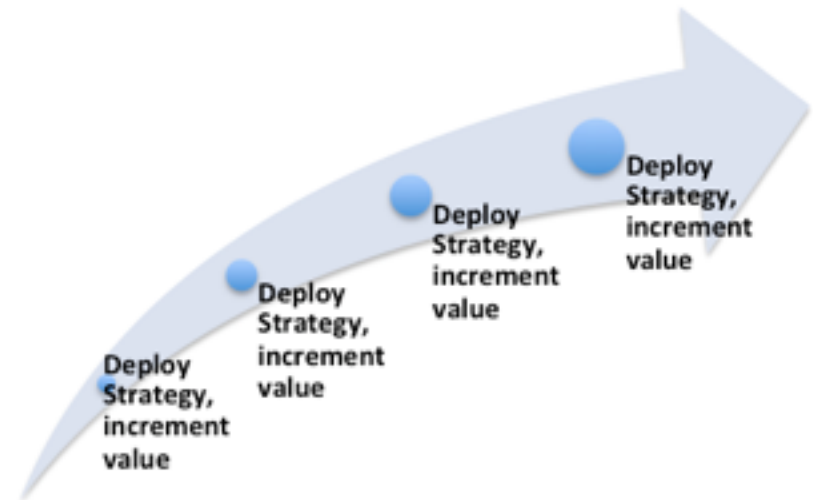 Deploy
Strategy,
increment
value
Deploy
Strategy,
increment
value
Deploy
Strategy,
increment
value
Deploy
Strategy,
increment
value